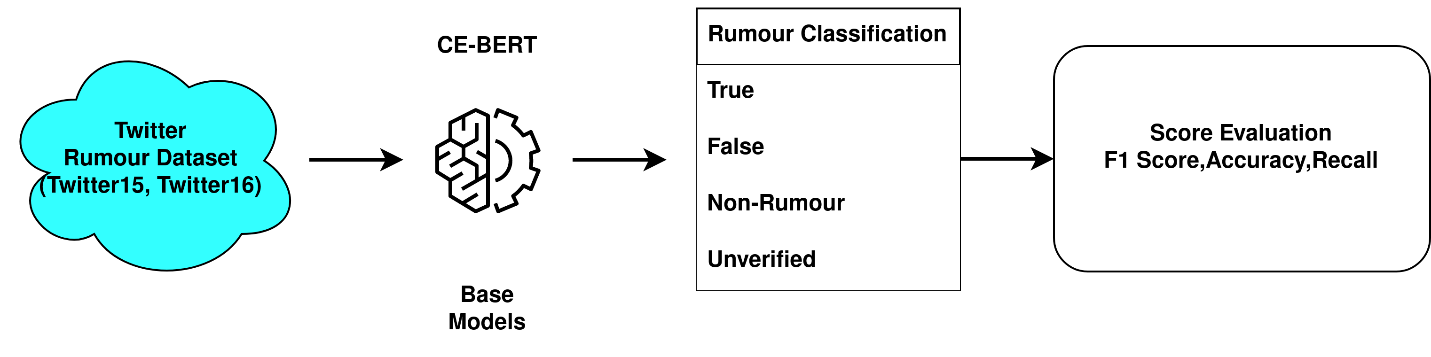 Twitter
Rumour Dataset
(Twitter15, Twitter16)
CE-BERT
Base
Models
Rumour Classification
True
False
Non-Rumour
Unverified
Score Evaluation
F1 Score,Accuracy,Recall